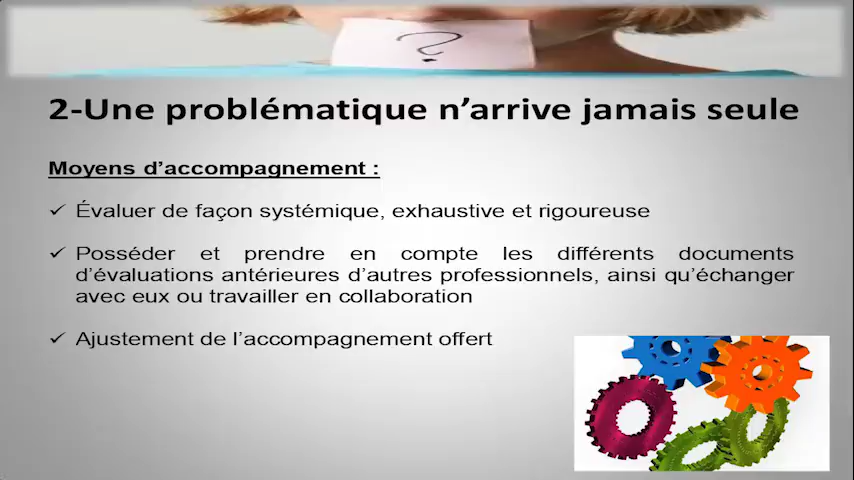 ?
2-Une problématique n’arrive jamais seule
Moyens d’accompagnement :
✓ Évaluer de façon systémique, exhaustive et rigoureuse
✓ Posséder et prendre en compte les différents documents
d’évaluations antérieures d’autres professionnels, ainsi qu’échanger
avec eux ou travailler en collaboration
✓ Ajustement de l’accompagnement offert